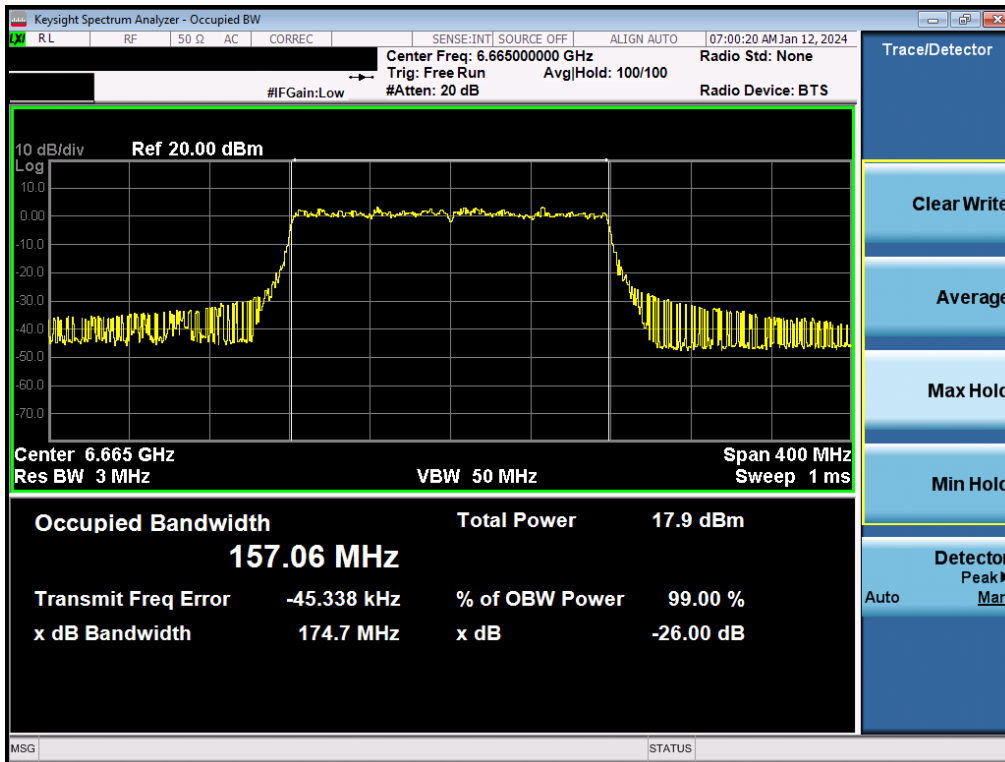 Keysight Spectrum Analyzer - Occupied BW
LXI RL RF 50 Ω AC CORREC SENSE:INT SOURCE OFF ALIGN AUTO 07:00:20 AM Jan 12, 2024
Center Freq: 6.665000000 GHz Radio Std: None
Trig: Free Run Avg|Hold: 100/100
#IFGain:Low #Atten: 20 dB Radio Device: BTS
Trace/Detector
10 dB/div Ref 20.00 dBm
Log
10.0
0.00
-10.0
-20.0
-30.0
-40.0
-50.0
-60.0
-70.0
Center 6.665 GHz Span 400 MHz
Res BW 3 MHz VBW 50 MHz Sweep 1 ms
Occupied Bandwidth Total Power 17.9 dBm
157.06 MHz
Transmit Freq Error -45.338 kHz % of OBW Power 99.00 %
x dB Bandwidth 174.7 MHz x dB -26.00 dB
Clear Write
Average
Max Hold
Min Hold
Detector
Peak
Auto Man
MSG STATUS